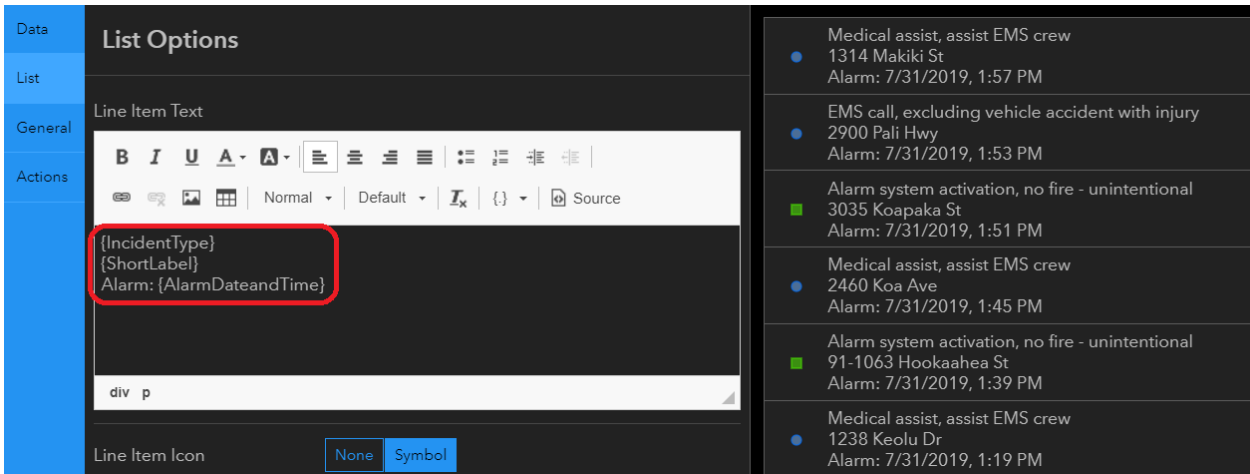 Data
List
General
Actions
List Options
Line Item Text
B I U A A
Normal Default Ix {.} Source
{IncidentType}
{ShortLabel}
Alarm: {AlarmDateandTime}
div p
Line Item Icon None Symbol
Medical assist, assist EMS crew
1314 Makiki St
Alarm: 7/31/2019, 1:57 PM
EMS call, excluding vehicle accident with injury
2900 Pali Hwy
Alarm: 7/31/2019, 1:53 PM
Alarm system activation, no fire - unintentional
3035 Koapaka St
Alarm: 7/31/2019, 1:51 PM
Medical assist, assist EMS crew
2460 Koa Ave
Alarm: 7/31/2019, 1:45 PM
Alarm system activation, no fire - unintentional
91-1063 Hookaahea St
Alarm: 7/31/2019, 1:39 PM
Medical assist, assist EMS crew
1238 Keolu Dr
Alarm: 7/31/2019, 1:19 PM